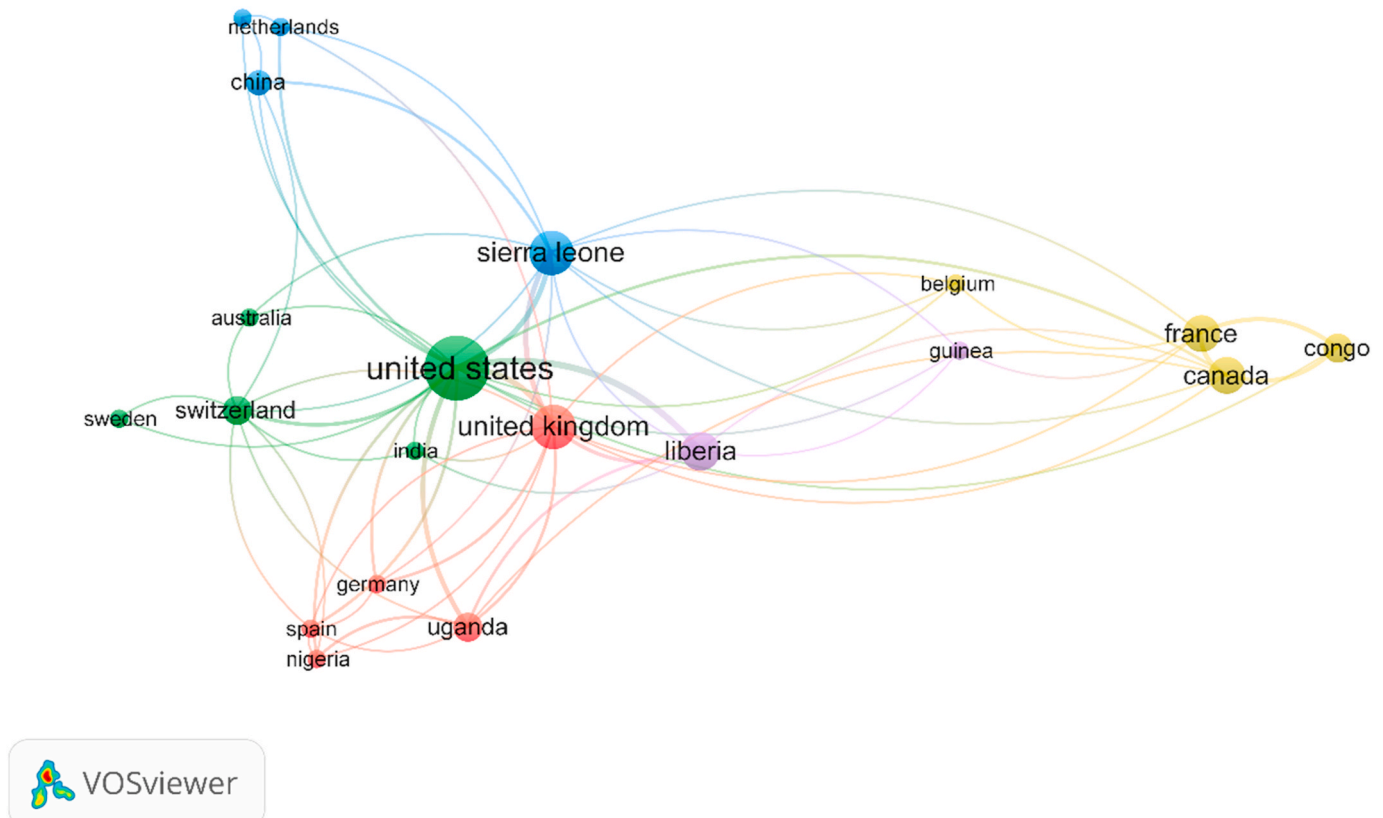 netherlands
china
sierra leone
belgium
australia
france
guinea
congo
united states
canada
switzerland
sweden
united kingdom
india
liberia
germany
spain
uganda
nigeria
VOSviewer